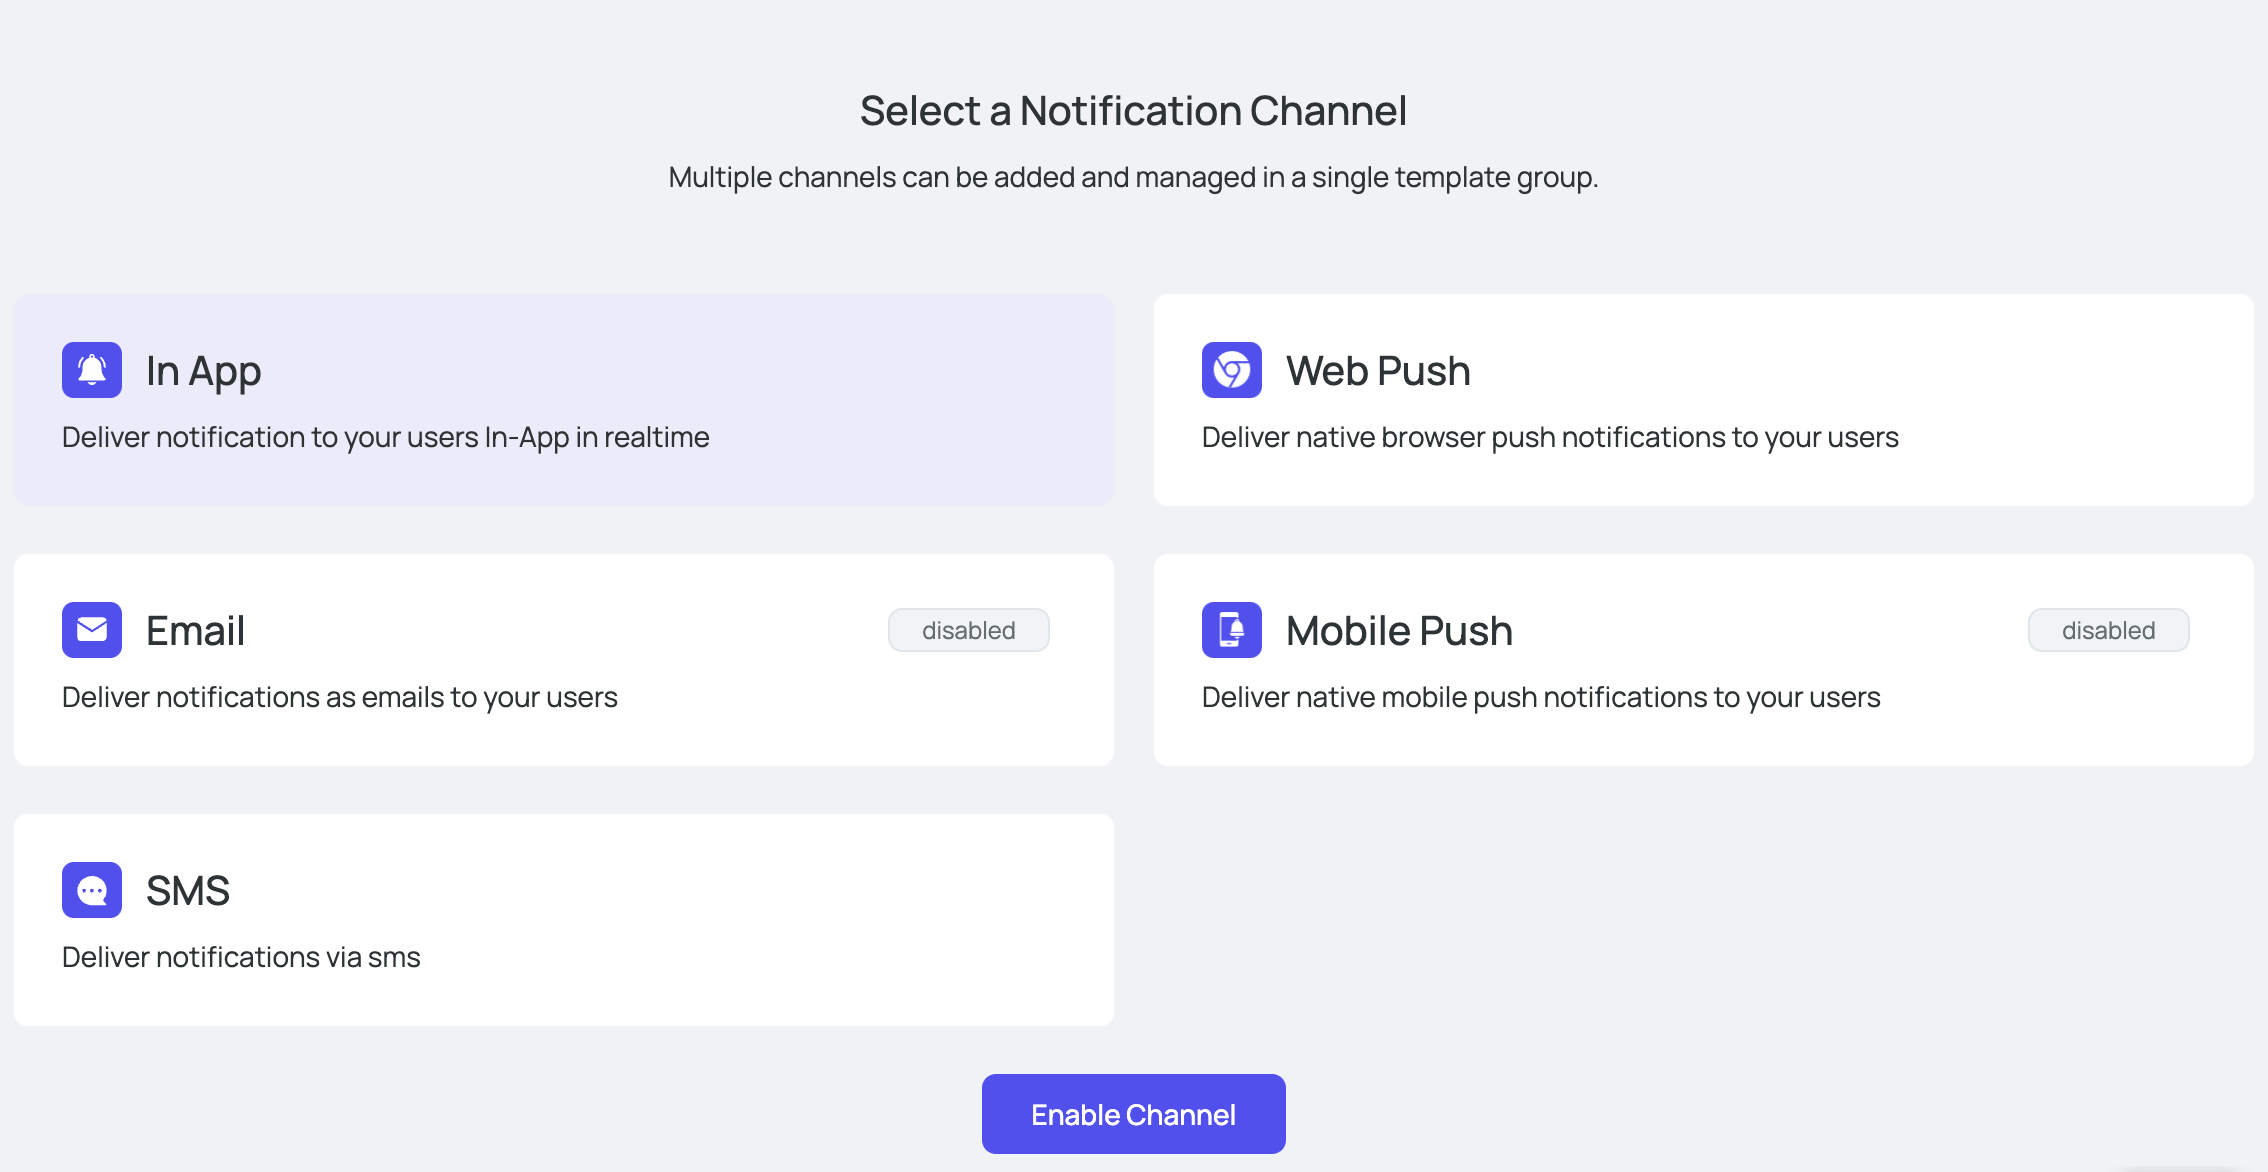 Select a Notification Channel
Multiple channels can be added and managed in a single template group.
In App
Deliver notification to your users In-App in realtime
Web Push
Deliver native browser push notifications to your users
Email
disabled
Deliver notifications as emails to your users
Mobile Push
disabled
Deliver native mobile push notifications to your users
SMS
Deliver notifications via sms
Enable Channel